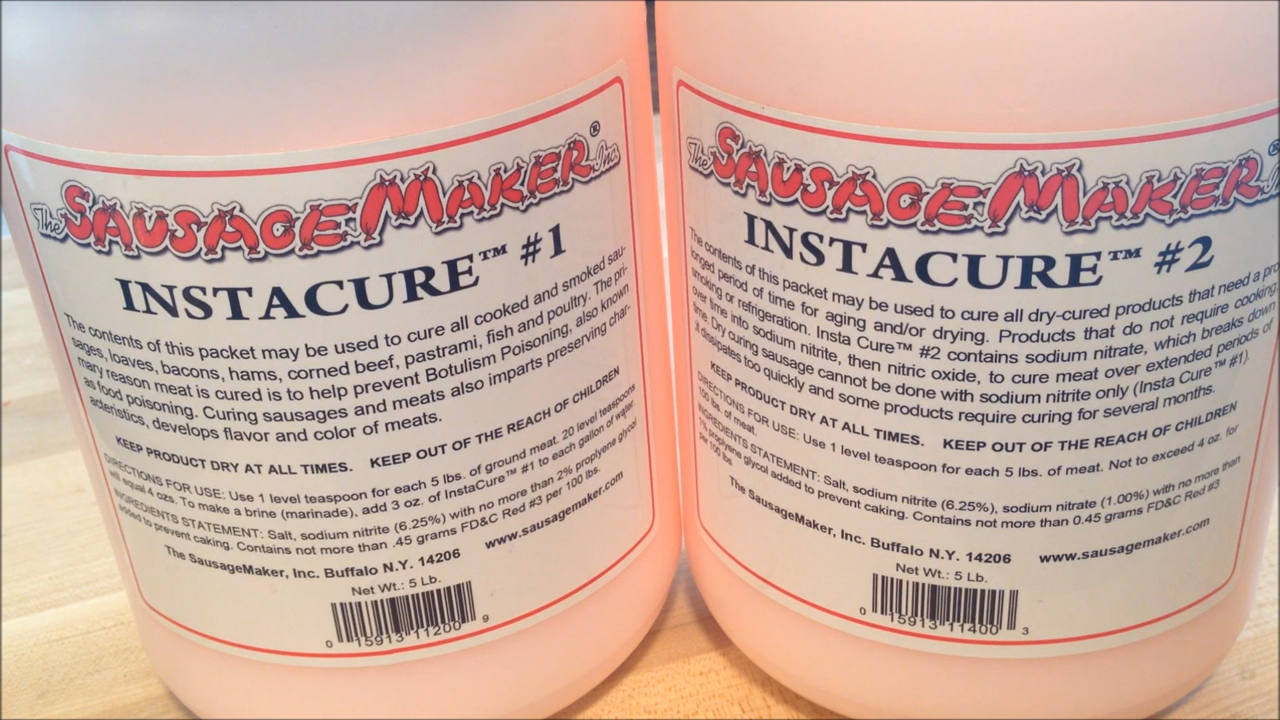 The SAUSAGE MAKER® Inc.
INSTACURE™ #1
The contents of this packet may be used to cure all cooked and smoked sau-
sages, loaves, bacons, hams, corned beef, pastrami, fish and poultry. The pri-
mary reason meat is cured is to help prevent Botulism Poisoning, also known
as food poisoning. Curing sausages and meats also imparts preserving char-
acteristics, develops flavor and color of meats.
KEEP PRODUCT DRY AT ALL TIMES. KEEP OUT OF THE REACH OF CHILDREN
DIRECTIONS FOR USE: Use 1 level teaspoon for each 5 lbs. of ground meat. 20 level teaspoons
will equal 4 ozs. To make a brine (marinade), add 3 oz. of InstaCure™ #1 to each gallon of water.
INGREDIENTS STATEMENT: Salt, sodium nitrite (6.25%) with no more than 2% proplyene glycol
added to prevent caking. Contains not more than .45 grams FD&C Red #3 per 100 lbs.
The SausageMaker, Inc. Buffalo N.Y. 14206 www.sausagemaker.com
Net Wt.: 5 Lb.
0 15913 11200 9
The SAUSAGE MAKER®
INSTACURE™ #2
The contents of this packet may be used to cure all dry-cured products that need a pro
longed period of time for aging and/or drying. Products that do not require cooking,
smoking or refrigeration. Insta Cure™ #2 contains sodium nitrate, which breaks down
over time into sodium nitrite, then nitric oxide, to cure meat over extended periods of
time. Dry curing sausage cannot be done with sodium nitrite only (Insta Cure™ #1).
It dissipates too quickly and some products require curing for several months.
KEEP PRODUCT DRY AT ALL TIMES. KEEP OUT OF THE REACH OF CHILDREN
DIRECTIONS FOR USE: Use 1 level teaspoon for each 5 lbs. of meat. Not to exceed 4 oz. for
100 lbs. of meat.
INGREDIENTS STATEMENT: Salt, sodium nitrite (6.25%), sodium nitrate (1.00%) with no more than
1% proplyene glycol added to prevent caking. Contains not more than 0.45 grams FD&C Red #3
per 100 lbs
The SausageMaker, Inc. Buffalo N.Y. 14206 www.sausagemaker.com
Net Wt.: 5 Lb.
0 15913 11400 3